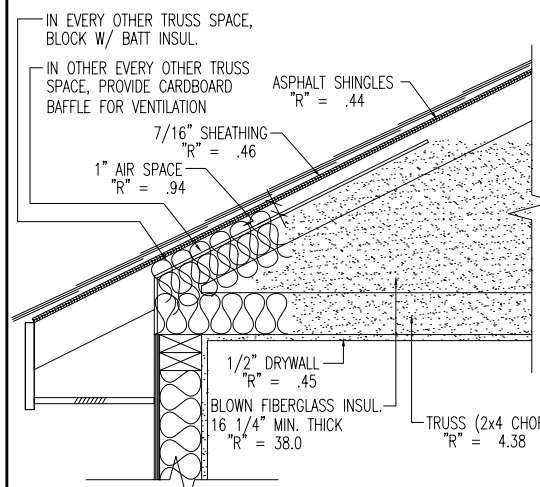 IN EVERY OTHER TRUSS SPACE,
BLOCK W/ BATT INSUL.
IN OTHER EVERY OTHER TRUSS
SPACE, PROVIDE CARDBOARD
BAFFLE FOR VENTILATION
ASPHALT SHINGLES
"R" = .44
7/16" SHEATHING
"R" = .46
1" AIR SPACE
"R" = .94
1/2" DRYWALL
"R" = .45
BLOWN FIBERGLASS INSUL.
16 1/4" MIN. THICK
"R" = 38.0
TRUSS (2x4 CHOR
"R" = 4.38